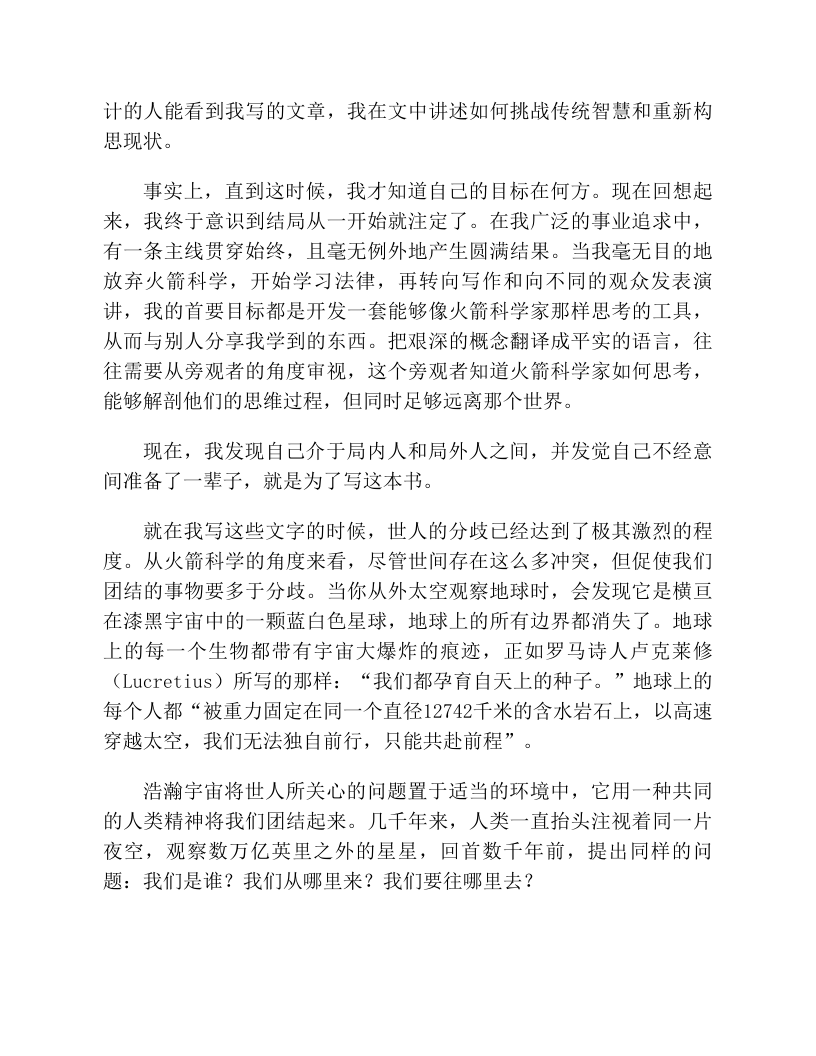 计的人能看到我写的文章，我在文中讲述如何挑战传统智慧和重新构
思现状。
事实上，直到这时候，我才知道自己的目标在何方。现在回想起
来，我终于意识到结局从一开始就注定了。在我广泛的事业追求中，
有一条主线贯穿始终，且毫无例外地产生圆满结果。当我毫无目的地
放弃火箭科学，开始学习法律，再转向写作和向不同的观众发表演
讲，我的首要目标都是开发一套能够像火箭科学家那样思考的工具，
从而与别人分享我学到的东西。把艰深的概念翻译成平实的语言，往
往需要从旁观者的角度审视，这个旁观者知道火箭科学家如何思考，
能够解剖他们的思维过程，但同时足够远离那个世界。
现在，我发现自己介于局内人和局外人之间，并发觉自己不经意
间准备了一辈子，就是为了写这本书。
就在我写这些文字的时候，世人的分歧已经达到了极其激烈的程
度。从火箭科学的角度来看，尽管世间存在这么多冲突，但促使我们
团结的事物要多于分歧。当你从外太空观察地球时，会发现它是横亘
在漆黑宇宙中的一颗蓝白色星球，地球上的所有边界都消失了。地球
上的每一个生物都带有宇宙大爆炸的痕迹，正如罗马诗人卢克莱修
（Lucretius）所写的那样：“我们都孕育自天上的种子。”地球上的
每个人都“被重力固定在同一个直径12742千米的含水岩石上，以高速
穿越太空，我们无法独自前行，只能共赴前程”。
浩瀚宇宙将世人所关心的问题置于适当的环境中，它用一种共同
的人类精神将我们团结起来。几千年来，人类一直抬头注视着同一片
夜空，观察数万亿英里之外的星星，回首数千年前，提出同样的问
题：我们是谁？我们从哪里来？我们要往哪里去？